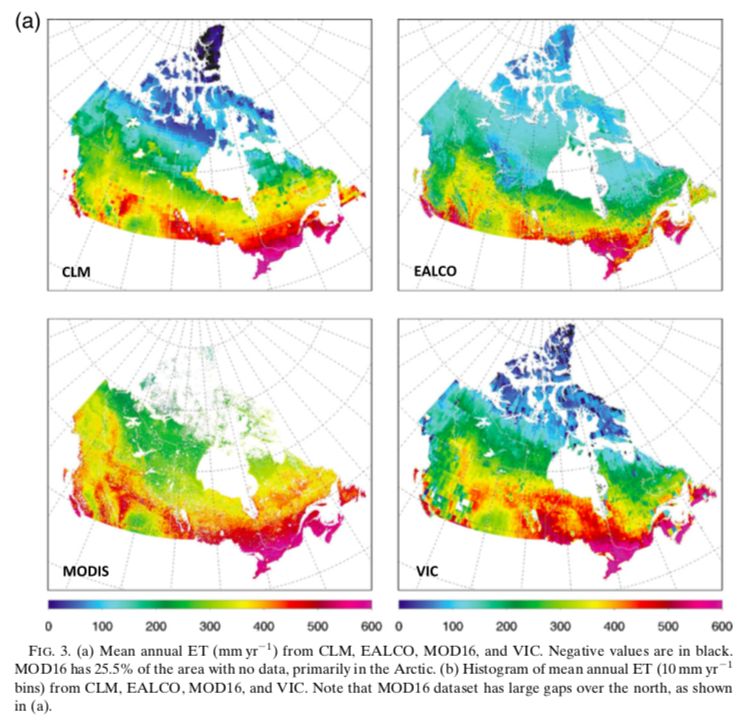 (a)
CLM
EALCO
MODIS
VIC
0 100 200 300 400 500 600
0 100 200 300 400 500 600
FIG. 3. (a) Mean annual ET (mm yr−1) from CLM, EALCO, MOD16, and VIC. Negative values are in black.
MOD16 has 25.5% of the area with no data, primarily in the Arctic. (b) Histogram of mean annual ET (10 mm yr−1
bins) from CLM, EALCO, MOD16, and VIC. Note that MOD16 dataset has large gaps over the north, as shown
in (a).